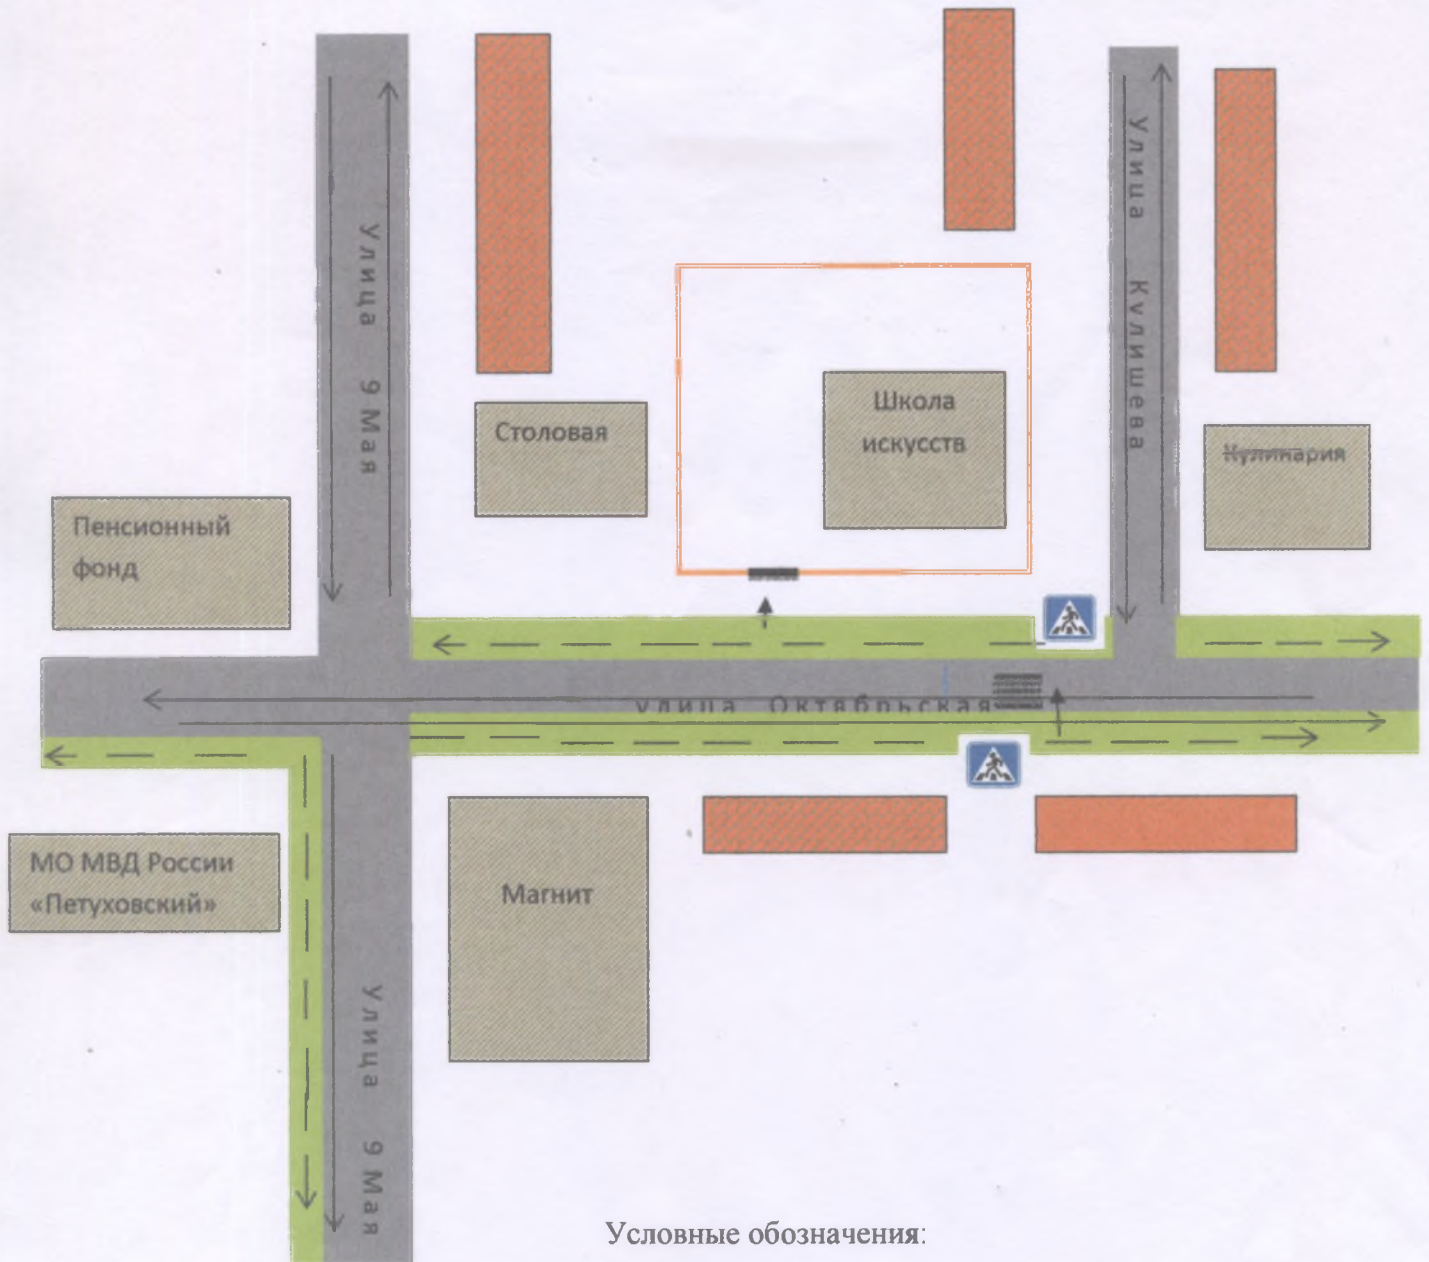 Улица 9 Мая
Улица Кулишева
Школа
искусств
Столовая
Кулинария
Пенсионный
фонд
улица Октябрьская
МО МВД России
«Петуховский»
Магнит
Улица 9 Мая
Условные обозначения: